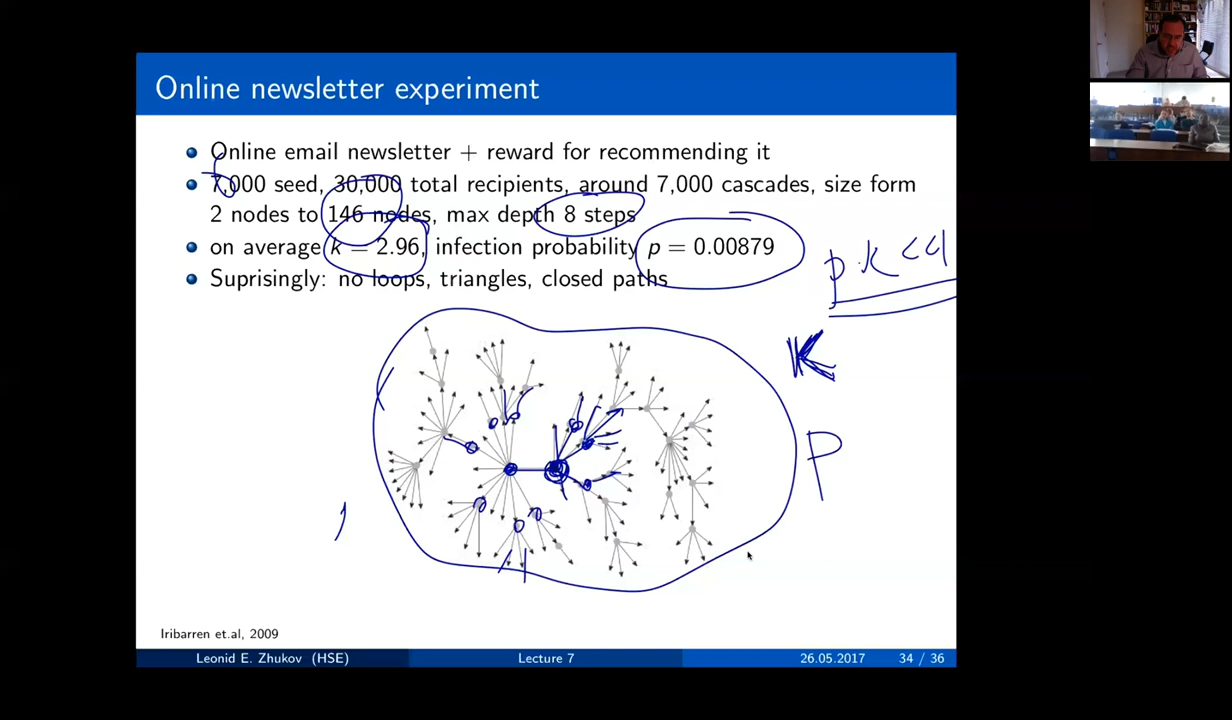 Online newsletter experiment
Online email newsletter + reward for recommending it
7,000 seed, 30,000 total recipients, around 7,000 cascades, size form
2 nodes to 146 nodes, max depth 8 steps
on average k = 2.96, infection probability p = 0.00879
p·k<1
Suprisingly: no loops, triangles, closed paths
K
P
Iribarren et.al, 2009
Leonid E. Zhukov (HSE) Lecture 7 26.05.2017 34 / 36